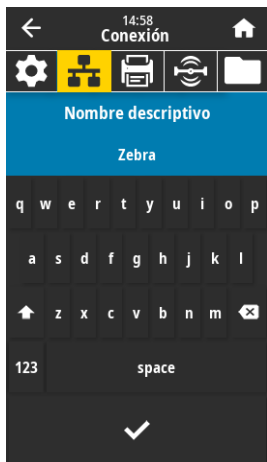 14:58
Conexión
Nombre descriptivo
Zebra
q w e r t y u i o p
a s d f g h j k l
z x c v b n m
123 space